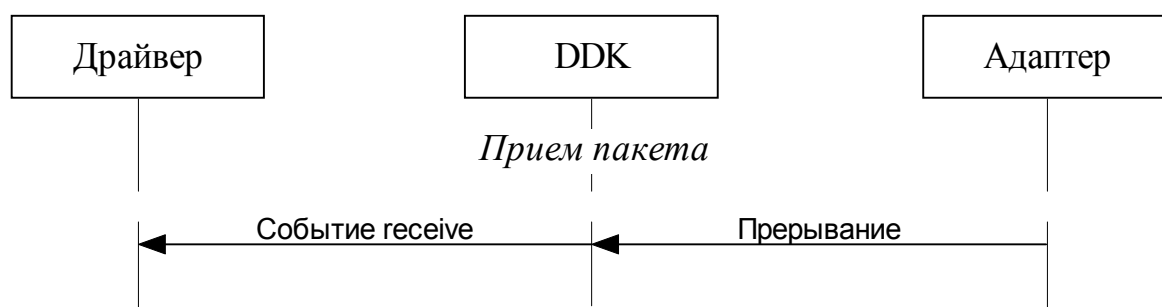 Драйвер
DDK
Адаптер
Прием пакета
Событие receive
Прерывание